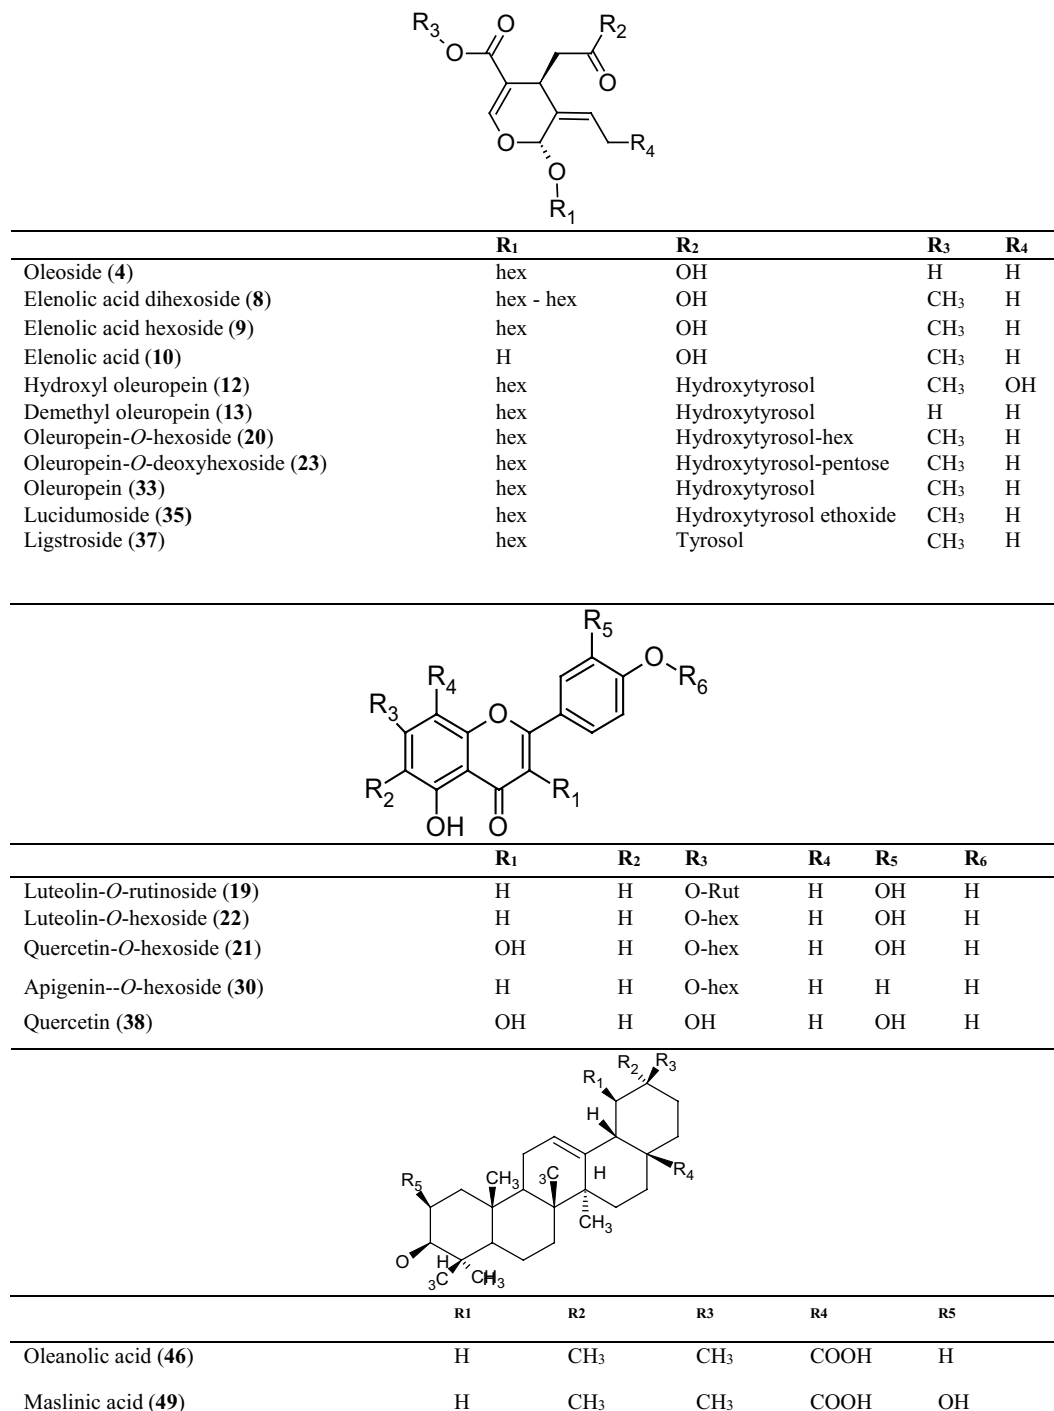 R3 O R2
O O
O R4
O
R1
R1 R2 R3 R4
Oleoside (4) hex OH H H
Elenolic acid dihexoside (8) hex - hex OH CH3 H
Elenolic acid hexoside (9) hex OH CH3 H
Elenolic acid (10) H OH CH3 H
Hydroxyl oleuropein (12) hex Hydroxytyrosol CH3 OH
Demethyl oleuropein (13) hex Hydroxytyrosol H H
Oleuropein-O-hexoside (20) hex Hydroxytyrosol-hex CH3 H
Oleuropein-O-deoxyhexoside (23) hex Hydroxytyrosol-pentose CH3 H
Oleuropein (33) hex Hydroxytyrosol CH3 H
Lucidumoside (35) hex Hydroxytyrosol ethoxide CH3 H
Ligstroside (37) hex Tyrosol CH3 H
R5
R4 O R6
R3 O
R2 R1
OH O
R1 R2 R3 R4 R5 R6
Luteolin-O-rutinoside (19) H H O-Rut H OH H
Luteolin-O-hexoside (22) H H O-hex H OH H
Quercetin-O-hexoside (21) OH H O-hex H OH H
Apigenin--O-hexoside (30) H H O-hex H H H
Quercetin (38) OH H OH H OH H
R2 R3
R1
H
R5 CH3 3C H R4
CH3
O H
3C CH3
R1 R2 R3 R4 R5
Oleanolic acid (46) H CH3 CH3 COOH H
Maslinic acid (49) H CH3 CH3 COOH OH